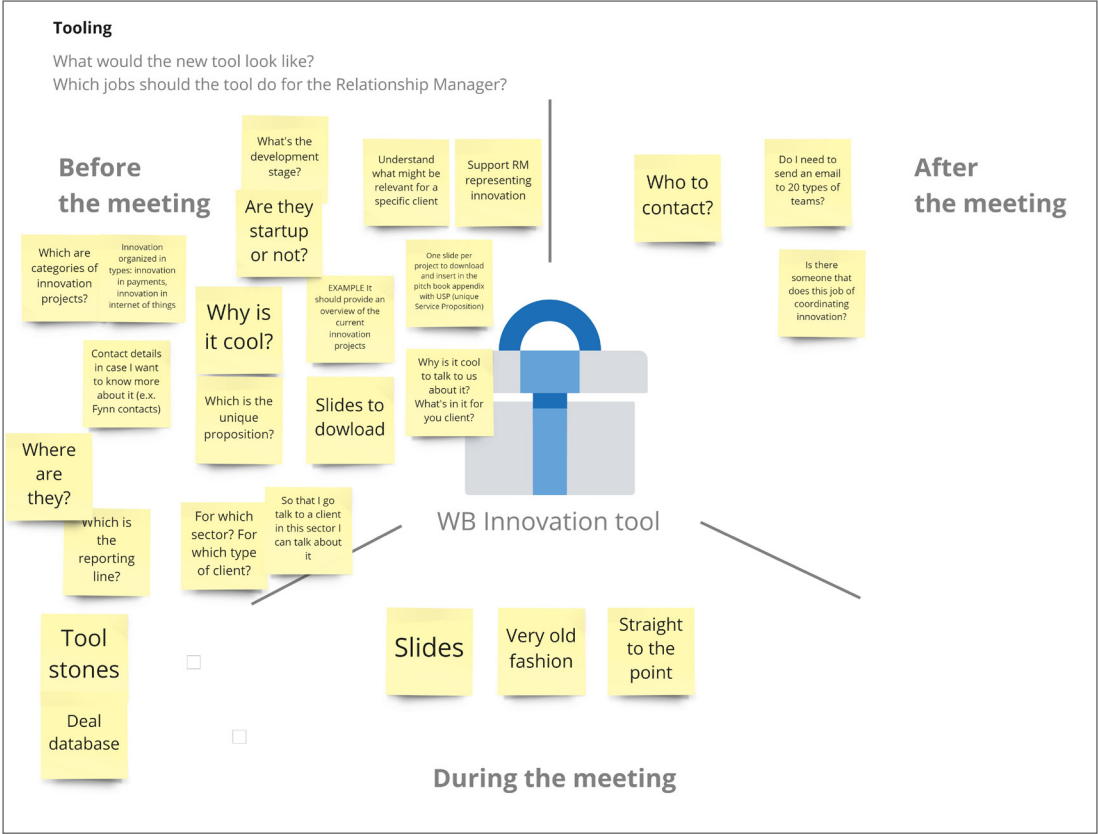 Tooling
What would the new tool look like?
Which jobs should the tool do for the Relationship Manager?
Before
the meeting
What's the
development
stage?
Are they
startup
or not?
Understand
what might be
relevant for a
specific client
Support RM
representing
innovation
Which are
categories of
innovation
projects?
Innovation
organized in
types: innovation
in payments,
innovation in
internet of things
Why is
it cool?
EXAMPLE It
should provide an
overview of the
current
innovation
projects
One slide per
project to download
and insert in the
pitch book appendix
with USP (unique
Service Proposition)
Contact details
in case I want
to know more
about it (e.x.
Fynn contacts)
Which is the
unique
proposition?
Slides to
dowload
Why is it cool
to talk to us
about it?
What's in it for
you client?
Where
are
they?
Which is
the
reporting
line?
For which
sector? For
which type
of client?
So that I go
talk to a client
in this sector I
can talk about
it
Tool
stones
Deal
database
WB Innovation tool
After
the meeting
Who to
contact?
Do I need to
send an email
to 20 types of
teams?
Is there
someone that
does this job of
coordinating
innovation?
Slides
Very old
fashion
Straight
to the
point
During the meeting